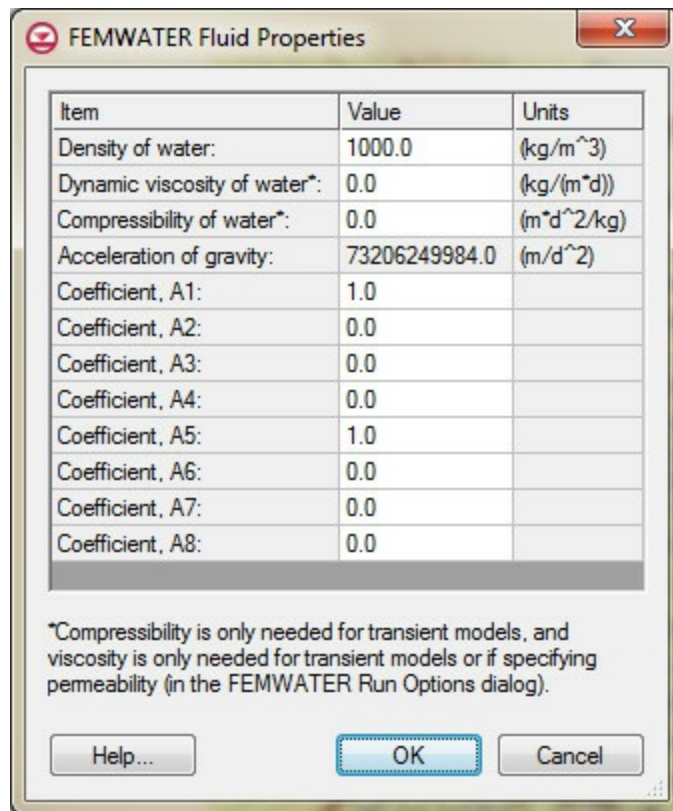 FEMWATER Fluid Properties
Item Value Units
Density of water: 1000.0 (kg/m^3)
Dynamic viscosity of water*: 0.0 (kg/(m*d))
Compressibility of water*: 0.0 (m*d^2/kg)
Acceleration of gravity: 73206249984.0 (m/d^2)
Coefficient, A1: 1.0
Coefficient, A2: 0.0
Coefficient, A3: 0.0
Coefficient, A4: 0.0
Coefficient, A5: 1.0
Coefficient, A6: 0.0
Coefficient, A7: 0.0
Coefficient, A8: 0.0
*Compressibility is only needed for transient models, and
viscosity is only needed for transient models or if specifying
permeability (in the FEMWATER Run Options dialog).
Help... OK Cancel